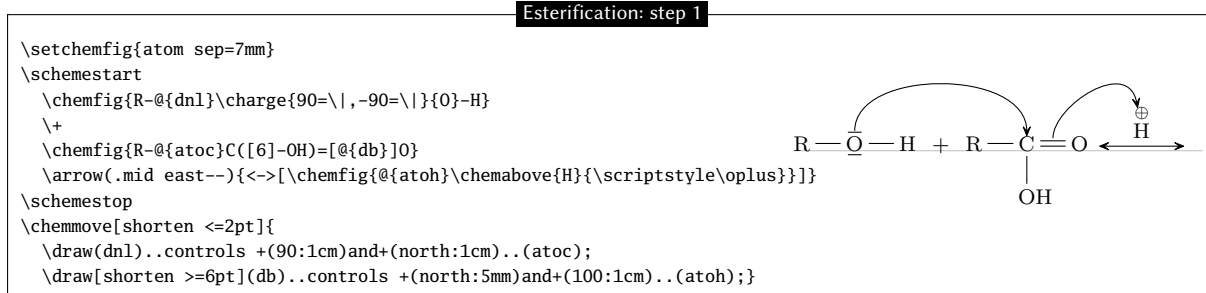 Esterification: step 1
\setchemfig{atom sep=7mm}
\schemestart
\chemfig{R-@{dnl}\charge{90=\|,-90=\|}{O}-H}
\+
\chemfig{R-@{atoc}C([6]-OH)=[@{db}]O}
\arrow(.mid east--){<->[\chemfig{@{atoh}\chemabove{H}{\scriptstyle\oplus}}]}
\schemestop
\chemmove[shorten <=2pt]{
\draw(dnl)..controls +(90:1cm)and+(north:1cm)..(atoc);
\draw[shorten >=6pt](db)..controls +(north:5mm)and+(100:1cm)..(atoh);}
⊕
H
R — O — H + R — C = O
OH